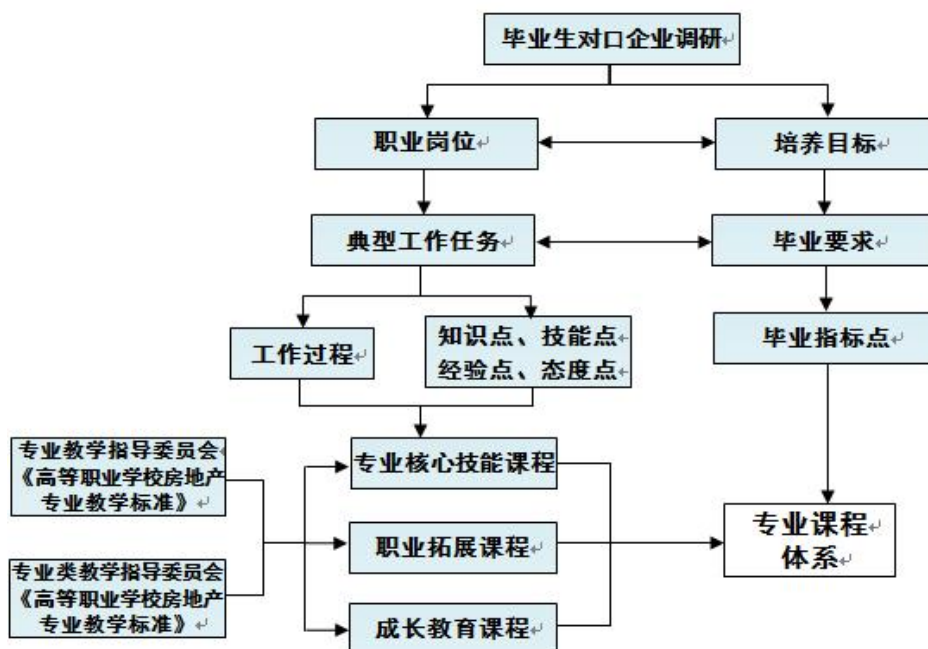 毕业生对口企业调研
职业岗位
培养目标
典型工作任务
毕业要求
工作过程
知识点、技能点
经验点、态度点
毕业指标点
专业教学指导委员会
《高等职业学校房地产
专业教学标准》
专业核心技能课程
职业拓展课程
专业课程
体系
专业类教学指导委员会
《高等职业学校房地产
专业教学标准》
成长教育课程